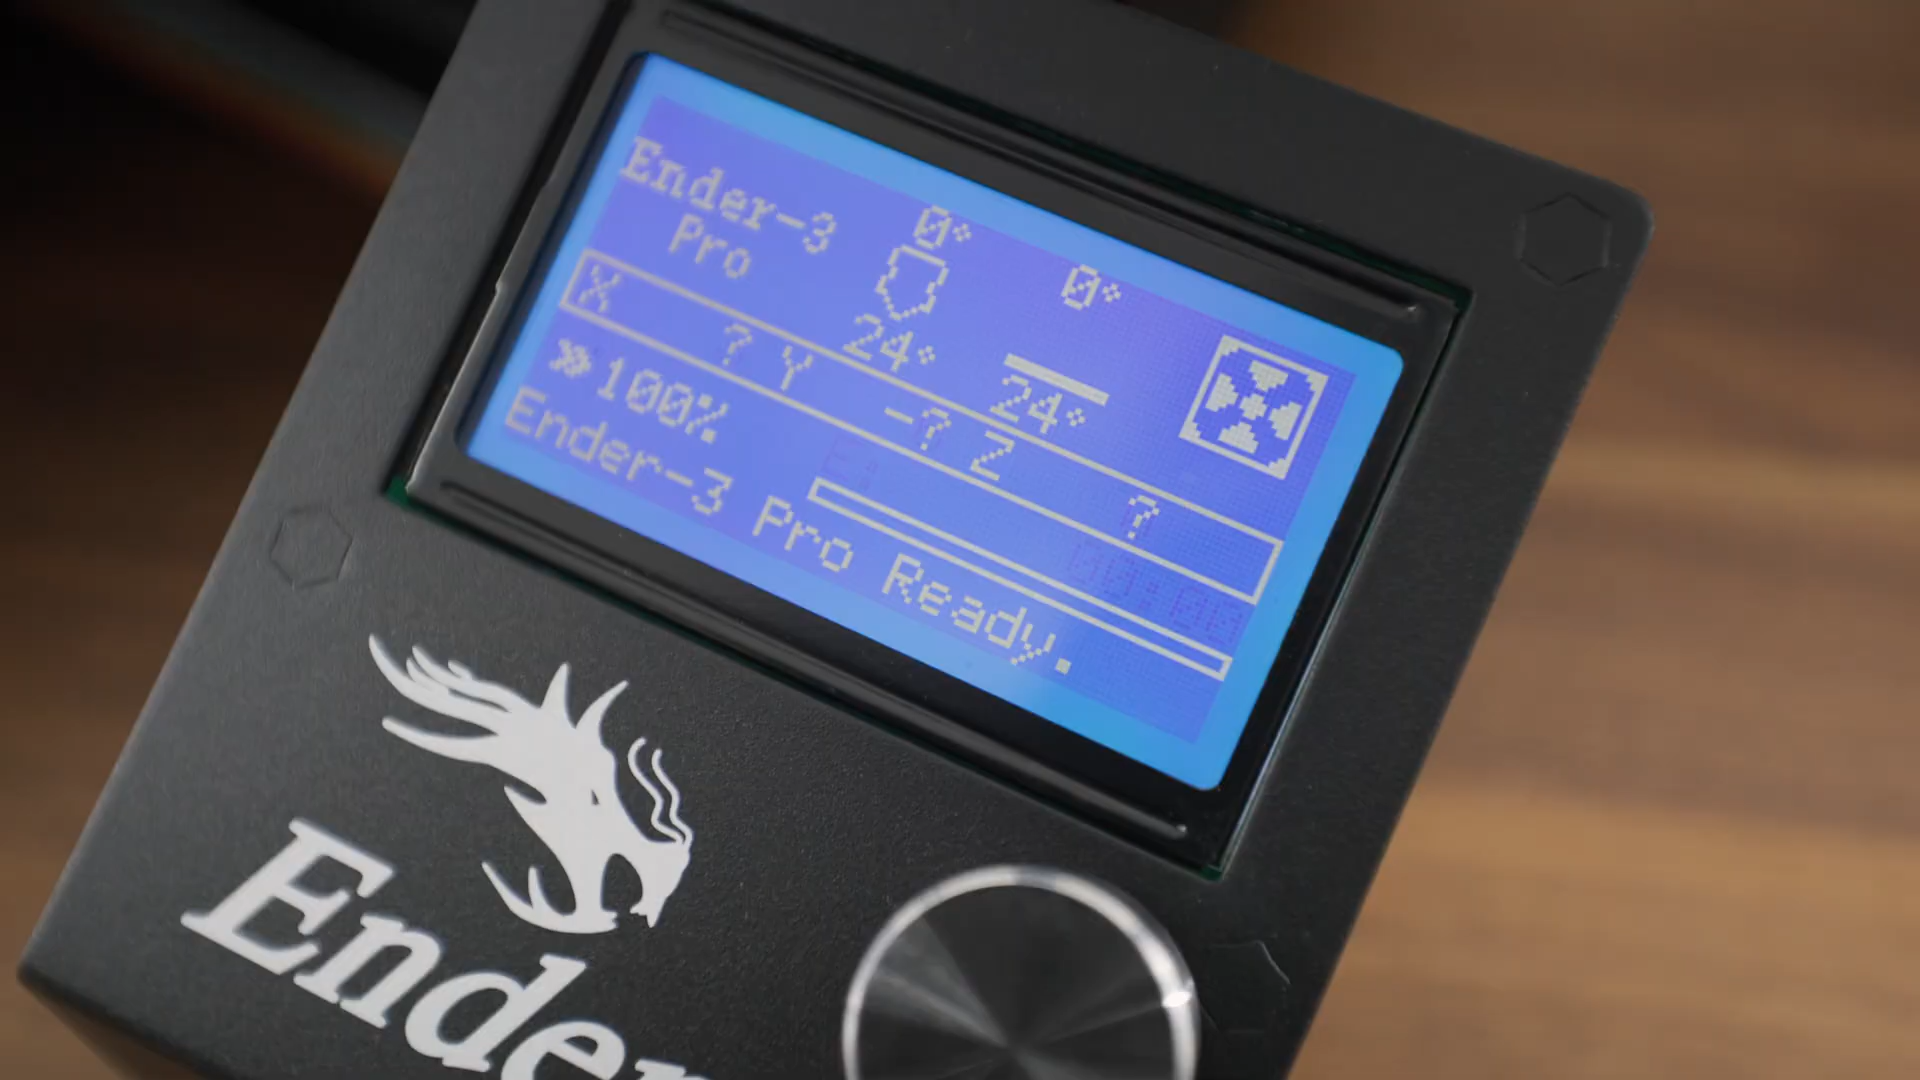 Ender-3
Pro
0° 0°
24° 24°
X ? Y -? Z ?
»100%
Ender-3 Pro Ready.
Ender